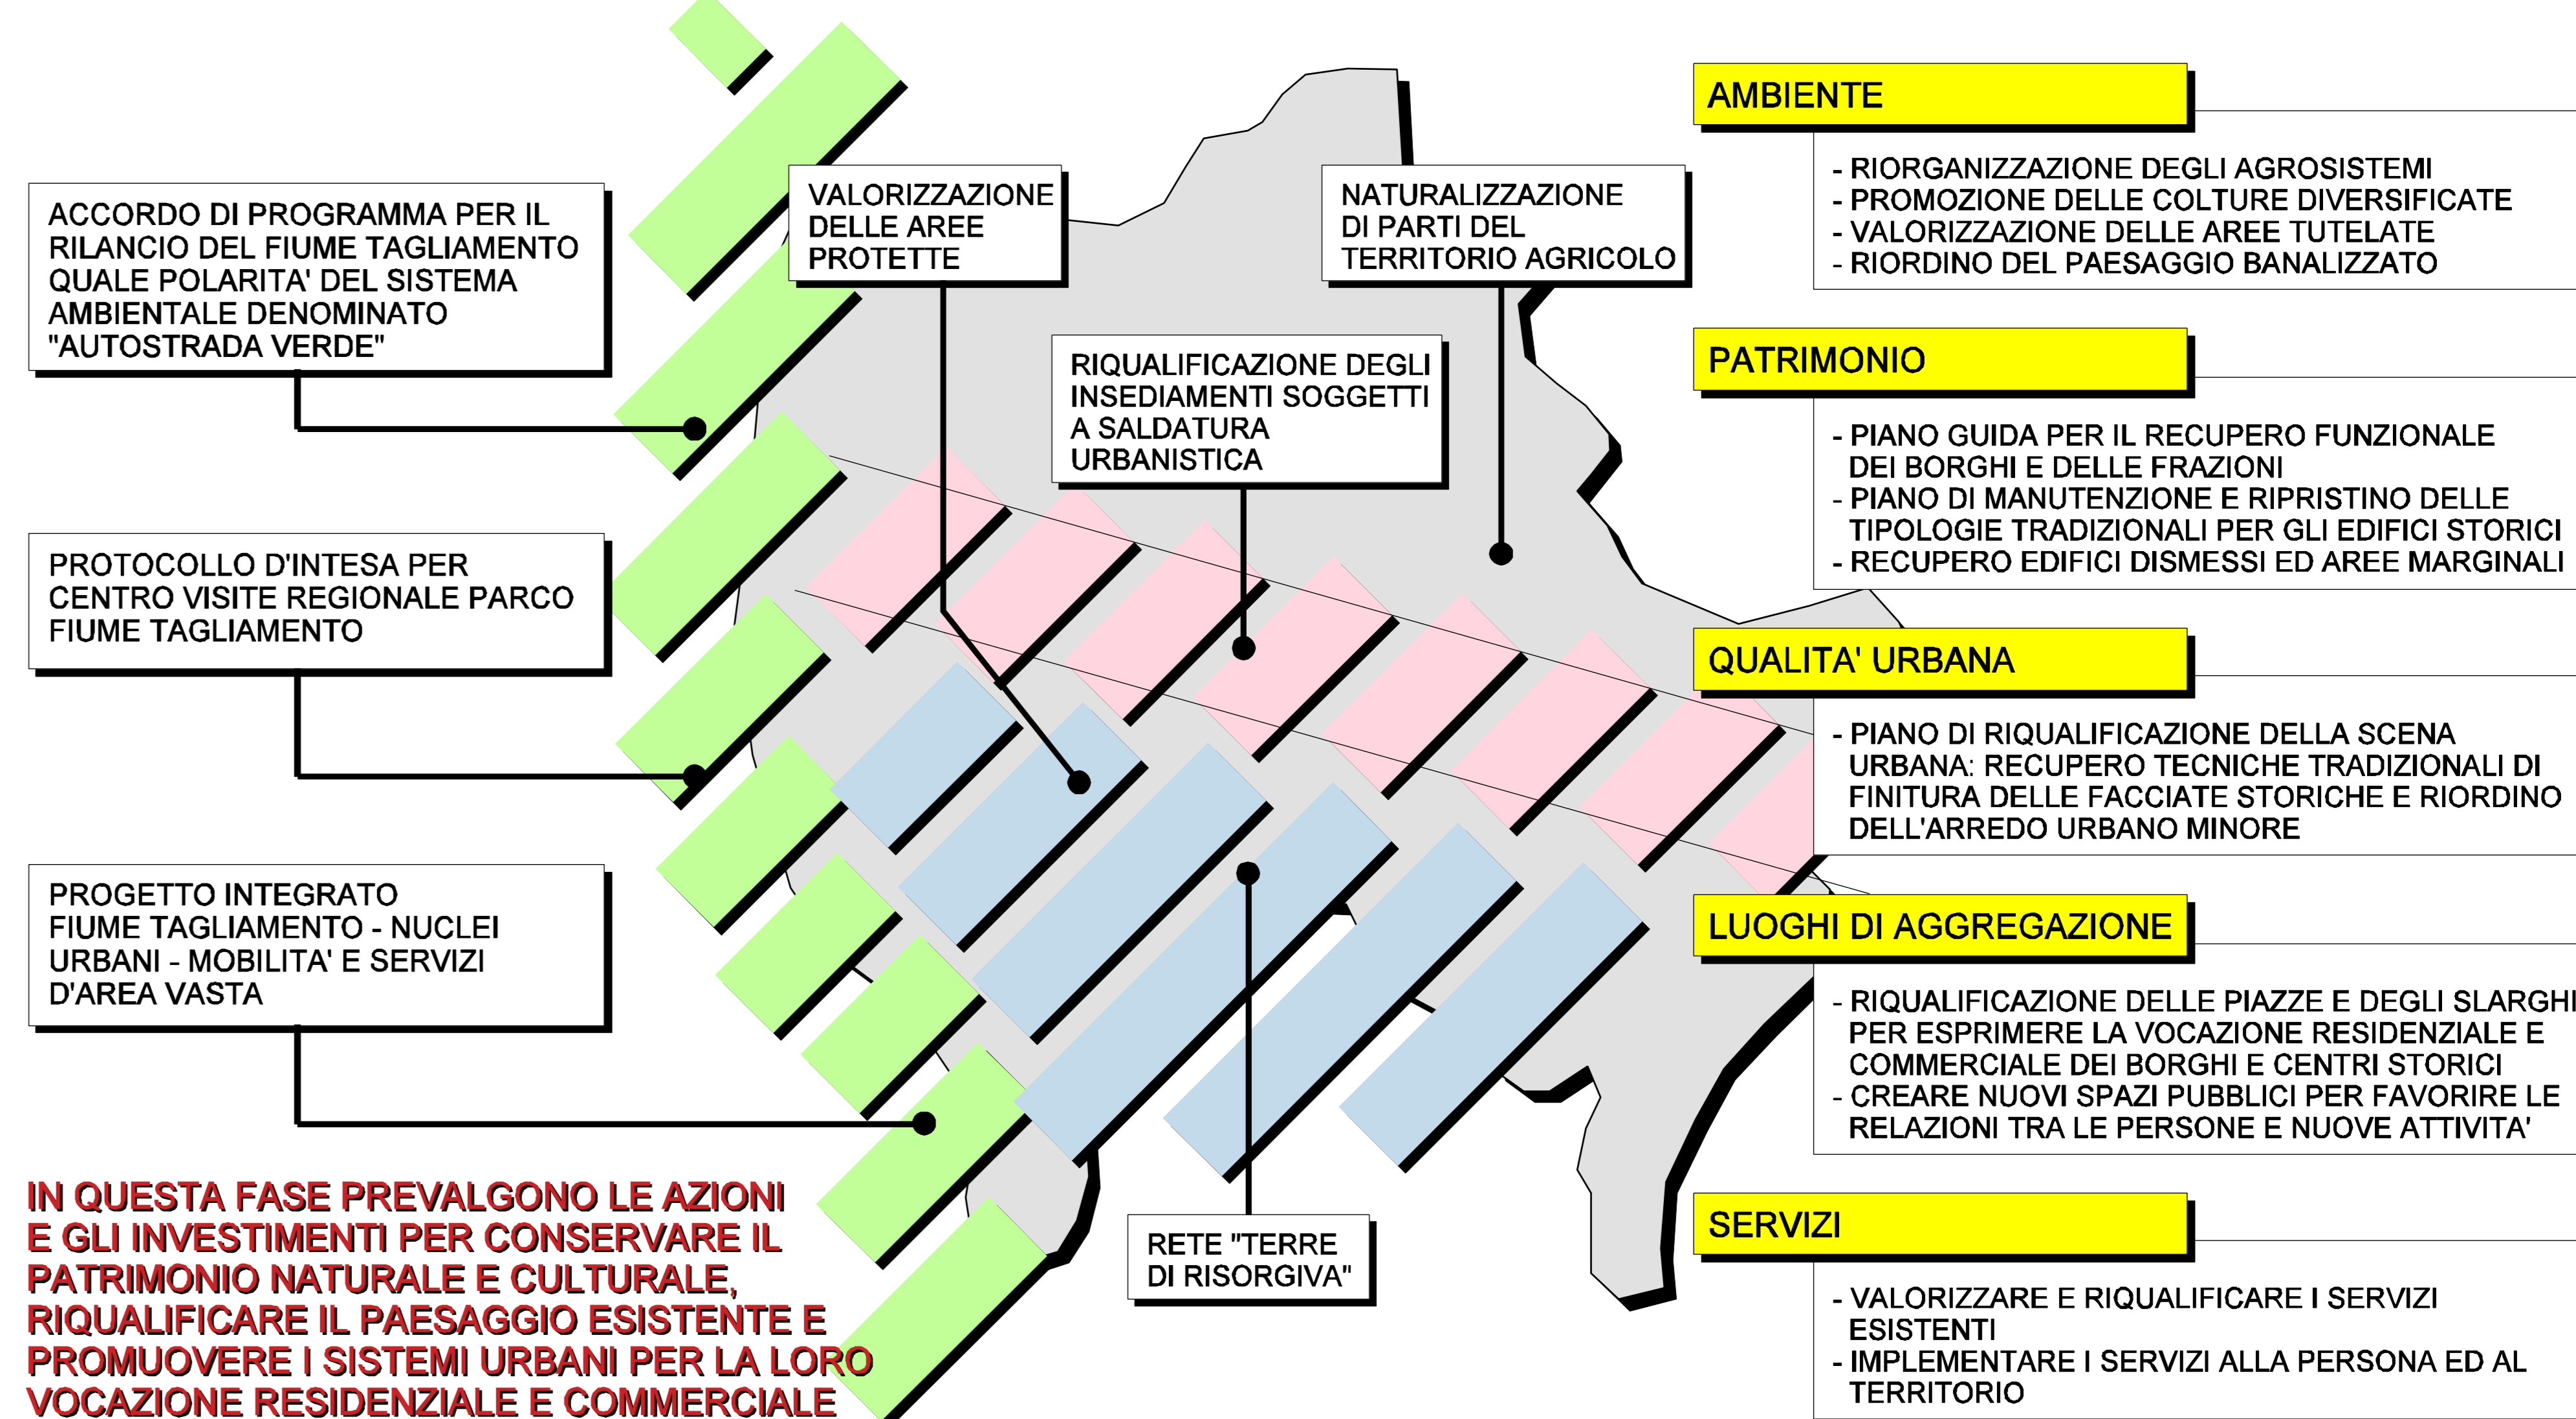 ACCORDO DI PROGRAMMA PER IL
RILANCIO DEL FIUME TAGLIAMENTO
QUALE POLARITA' DEL SISTEMA
AMBIENTALE DENOMINATO
"AUTOSTRADA VERDE"
PROTOCOLLO D'INTESA PER
CENTRO VISITE REGIONALE PARCO
FIUME TAGLIAMENTO
PROGETTO INTEGRATO
FIUME TAGLIAMENTO - NUCLEI
URBANI - MOBILITA' E SERVIZI
D'AREA VASTA
IN QUESTA FASE PREVALGONO LE AZIONI
E GLI INVESTIMENTI PER CONSERVARE IL
PATRIMONIO NATURALE E CULTURALE,
RIQUALIFICARE IL PAESAGGIO ESISTENTE E
PROMUOVERE I SISTEMI URBANI PER LA LORO
VOCAZIONE RESIDENZIALE E COMMERCIALE
VALORIZZAZIONE
DELLE AREE
PROTETTE
RIQUALIFICAZIONE DEGLI
INSEDIAMENTI SOGGETTI
A SALDATURA
URBANISTICA
NATURALIZZAZIONE
DI PARTI DEL
TERRITORIO AGRICOLO
RETE "TERRE
DI RISORGIVA"
AMBIENTE
- RIORGANIZZAZIONE DEGLI AGROSISTEMI
- PROMOZIONE DELLE COLTURE DIVERSIFICATE
- VALORIZZAZIONE DELLE AREE TUTELATE
- RIORDINO DEL PAESAGGIO BANALIZZATO
PATRIMONIO
- PIANO GUIDA PER IL RECUPERO FUNZIONALE
DEI BORGHI E DELLE FRAZIONI
- PIANO DI MANUTENZIONE E RIPRISTINO DELLE
TIPOLOGIE TRADIZIONALI PER GLI EDIFICI STORICI
- RECUPERO EDIFICI DISMESSI ED AREE MARGINALI
QUALITA' URBANA
- PIANO DI RIQUALIFICAZIONE DELLA SCENA
URBANA: RECUPERO TECNICHE TRADIZIONALI DI
FINITURA DELLE FACCIATE STORICHE E RIORDINO
DELL'ARREDO URBANO MINORE
LUOGHI DI AGGREGAZIONE
- RIQUALIFICAZIONE DELLE PIAZZE E DEGLI SLARGHI
PER ESPRIMERE LA VOCAZIONE RESIDENZIALE E
COMMERCIALE DEI BORGHI E CENTRI STORICI
- CREARE NUOVI SPAZI PUBBLICI PER FAVORIRE LE
RELAZIONI TRA LE PERSONE E NUOVE ATTIVITA'
SERVIZI
- VALORIZZARE E RIQUALIFICARE I SERVIZI
ESISTENTI
- IMPLEMENTARE I SERVIZI ALLA PERSONA ED AL
TERRITORIO